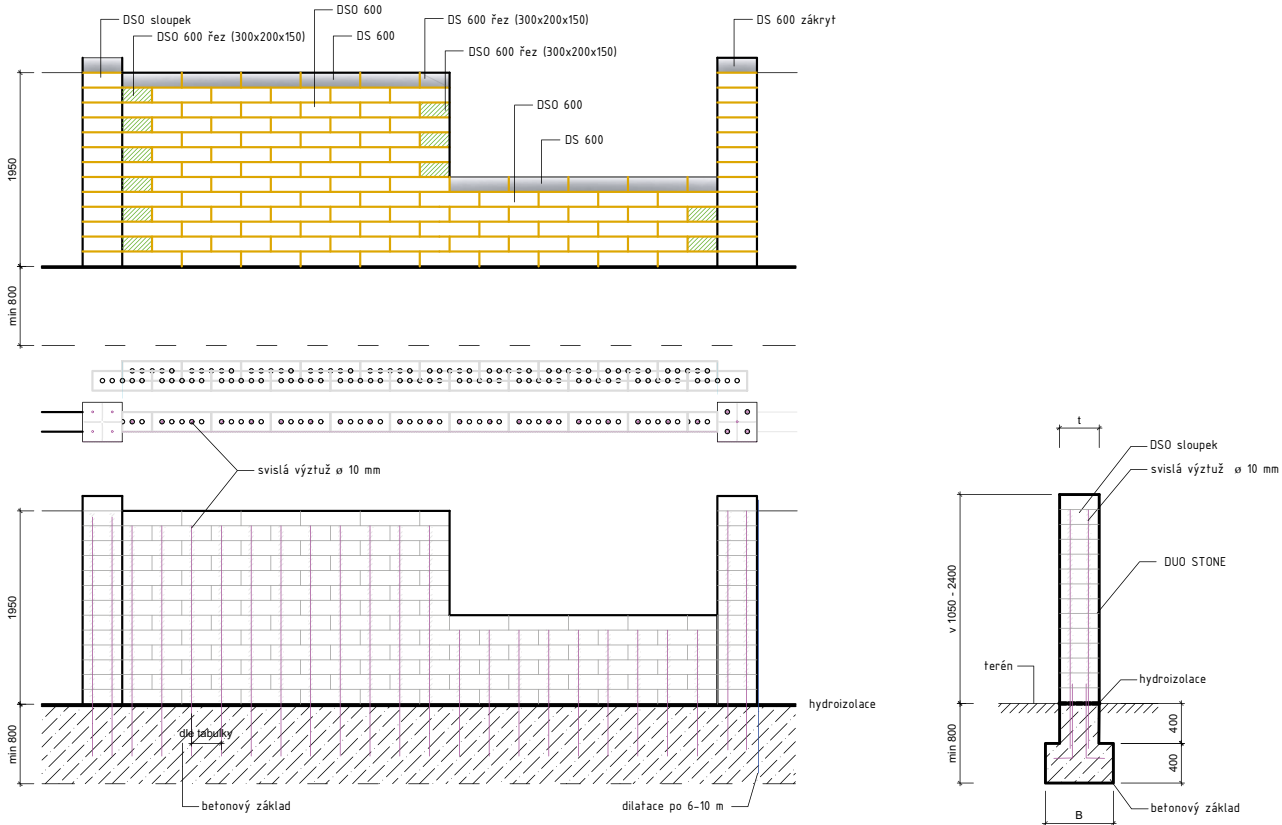 DSO sloupek
DSO 600
DS 600 řez (300x200x150)
DS 600 zákryt
DSO 600 řez (300x200x150)
DS 600
DSO 600 řez (300x200x150)
DSO 600
DS 600
1950
min 800
svislá výztuž ø 10 mm
DSO sloupek
svislá výztuž ø 10 mm
t
DUO STONE
v 1050 - 2400
1950
terén
hydroizolace
hydroizolace
dle tabulky
min 800
min 800
400
400
betonový základ
dilatace po 6-10 m
betonový základ
B